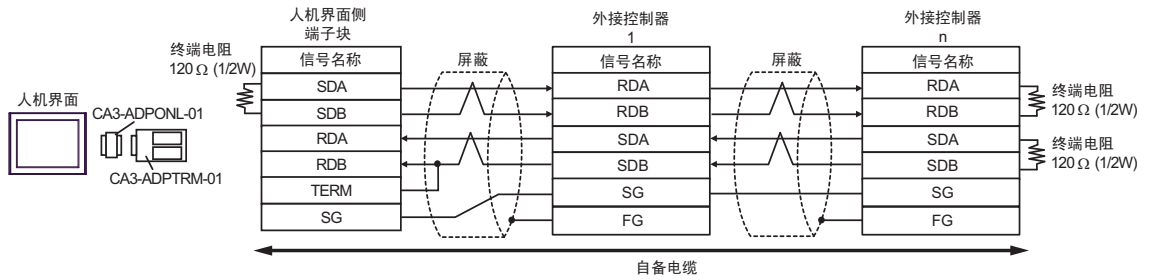 人机界面
CA3-ADPONL-01
CA3-ADPTRM-01
终端电阻
120 Ω (1/2W)
人机界面侧
端子块
信号名称
SDA
SDB
RDA
RDB
TERM
SG
屏蔽
外接控制器
1
信号名称
RDA
RDB
SDA
SDB
SG
FG
屏蔽
外接控制器
n
信号名称
RDA
RDB
SDA
SDB
SG
FG
终端电阻
120 Ω (1/2W)
终端电阻
120 Ω (1/2W)
自备电缆